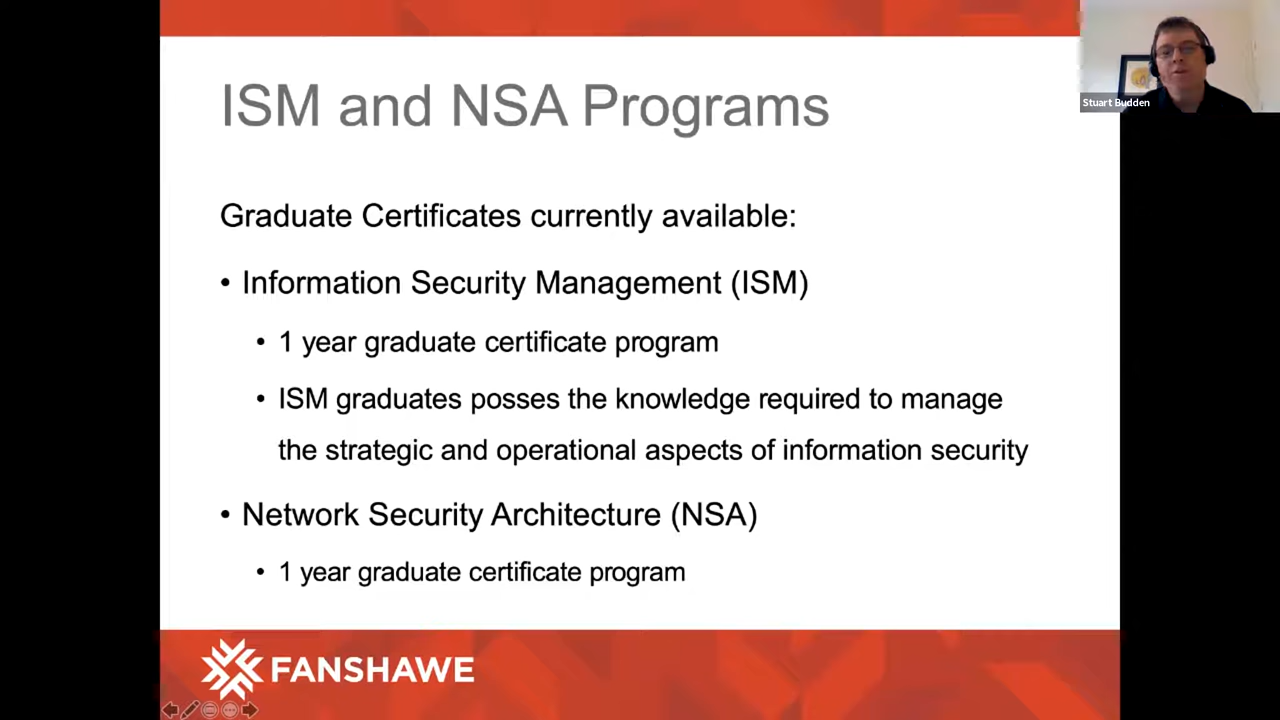 ISM and NSA Programs
Stuart Budden
Graduate Certificates currently available:
• Information Security Management (ISM)
• 1 year graduate certificate program
• ISM graduates posses the knowledge required to manage
the strategic and operational aspects of information security
• Network Security Architecture (NSA)
• 1 year graduate certificate program
FANSHAWE